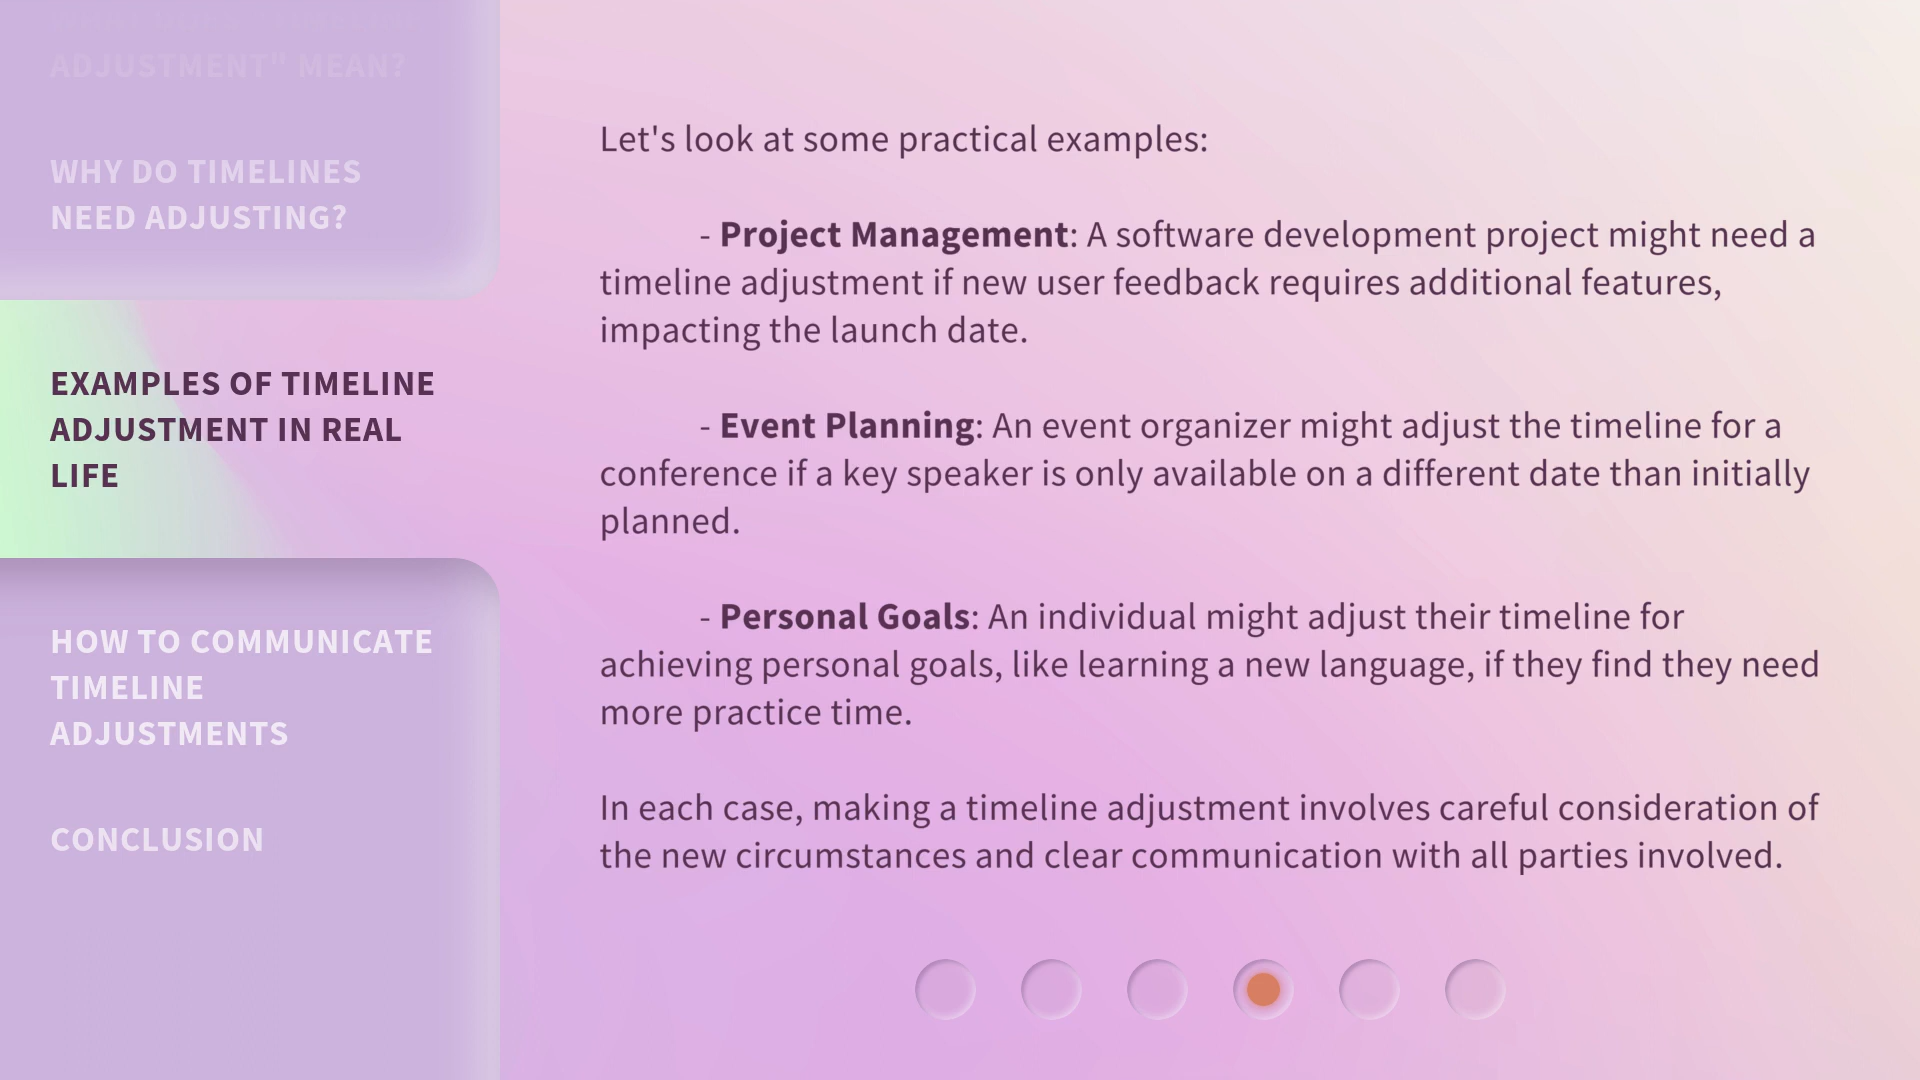 ADJUSTMENT" MEAN?
WHY DO TIMELINES
NEED ADJUSTING?
EXAMPLES OF TIMELINE
ADJUSTMENT IN REAL
LIFE
HOW TO COMMUNICATE
TIMELINE
ADJUSTMENTS
CONCLUSION
Let's look at some practical examples:
- Project Management: A software development project might need a
timeline adjustment if new user feedback requires additional features,
impacting the launch date.
- Event Planning: An event organizer might adjust the timeline for a
conference if a key speaker is only available on a different date than initially
planned.
- Personal Goals: An individual might adjust their timeline for
achieving personal goals, like learning a new language, if they find they need
more practice time.
In each case, making a timeline adjustment involves careful consideration of
the new circumstances and clear communication with all parties involved.